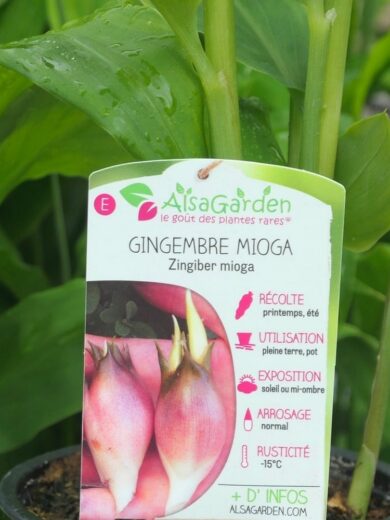 E
AlsaGarden
le goût des plantes rares®
GINGEMBRE MIOGA
Zingiber mioga
RÉCOLTE
printemps, été
UTILISATION
pleine terre, pot
EXPOSITION
soleil ou mi-ombre
ARROSAGE
normal
RUSTICITÉ
-15°C
+ D' INFOS
ALSAGARDEN.COM